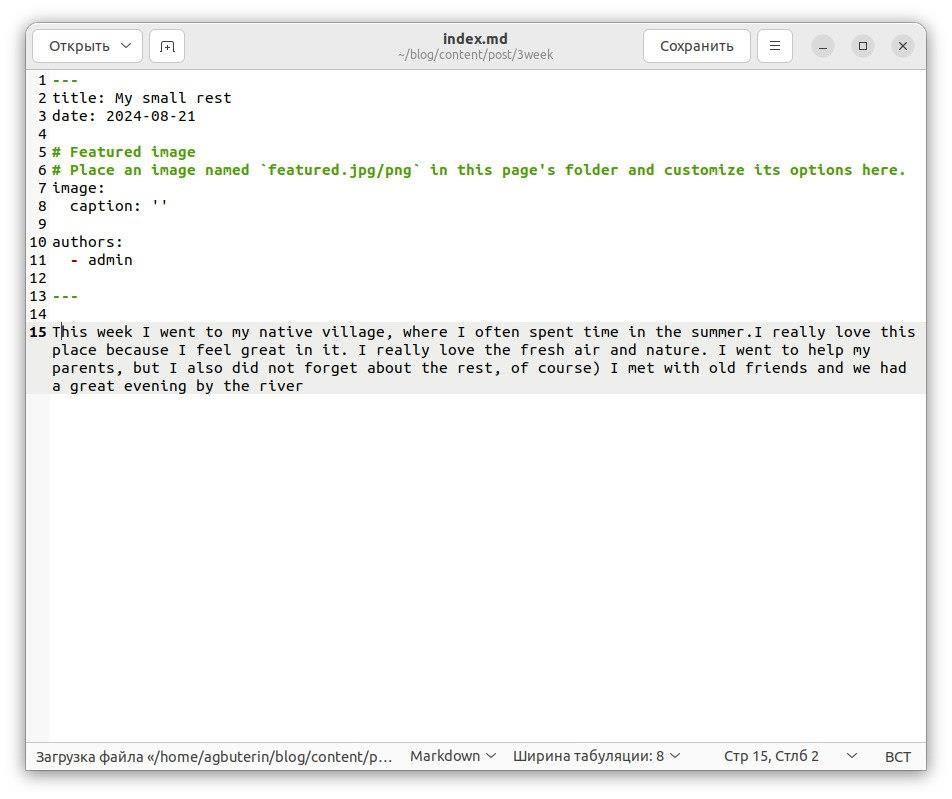 Открыть
index.md
~/blog/content/post/3week
Сохранить
1 ---
2 title: My small rest
3 date: 2024-08-21
4
5 # Featured image
6 # Place an image named `featured.jpg/png` in this page's folder and customize its options here.
7 image:
8   caption: ''
9
10 authors:
11   - admin
12
13 ---
14
15 This week I went to my native village, where I often spent time in the summer.I really love this
place because I feel great in it. I really love the fresh air and nature. I went to help my
parents, but I also did not forget about the rest, of course) I met with old friends and we had
a great evening by the river
Загрузка файла «/home/agbuterin/blog/content/p… Markdown Ширина табуляции: 8 Стр 15, Стлб 2 ВСТ